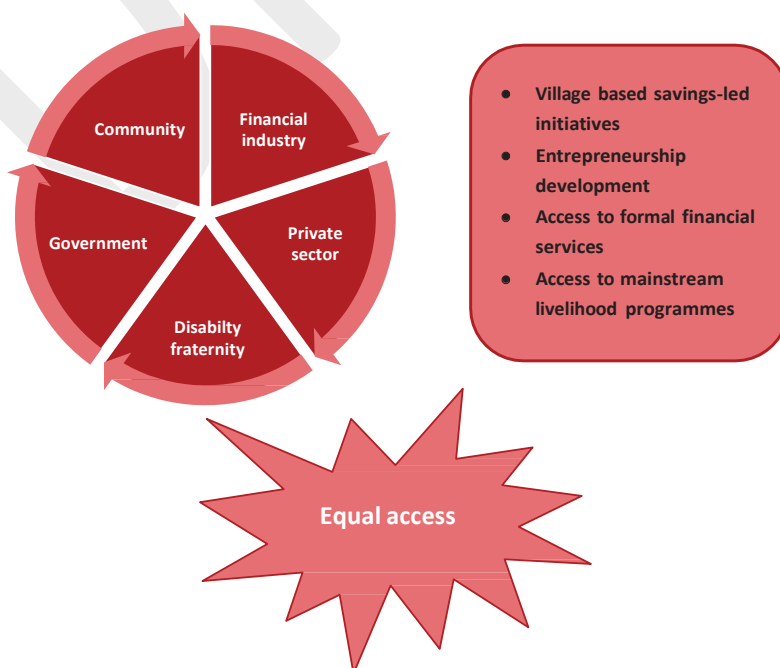 Community
Financial
industry
Government
Private
sector
Disabilty
fraternity
● Village based savings-led
initiatives
● Entrepreneurship
development
● Access to formal financial
services
● Access to mainstream
livelihood programmes
Equal access